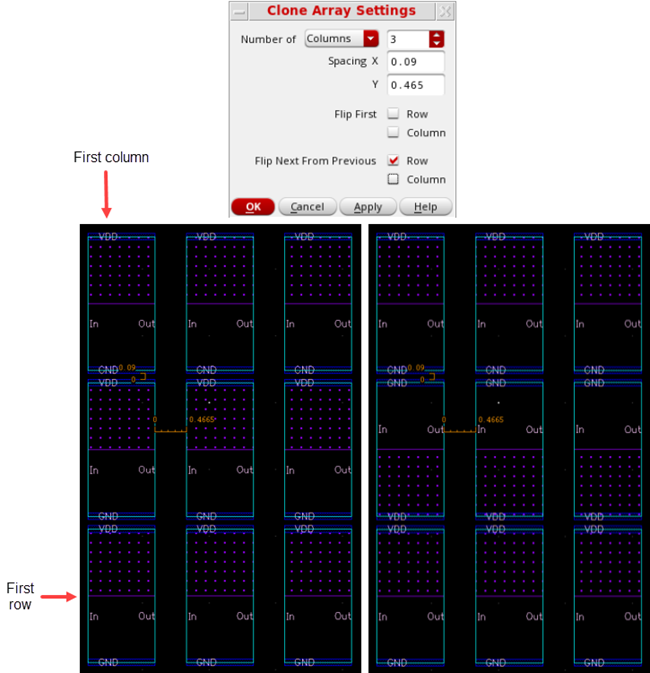 Clone Array Settings
Number of Columns 3
Spacing X 0.09
Y 0.465
Flip First Row
Column
Flip Next From Previous Row
Column
OK Cancel Apply Help
First column
VDD VDD VDD VDD VDD VDD
In Out In Out In Out In Out In Out In Out
GND 0.09 GND GND GND 0.09 GND GND
0 0
VDD VDD VDD GND GND GND
0 0.4665 0 0.4665
In Out In Out In Out
In Out In Out In Out
GND GND GND VDD VDD VDD
VDD VDD VDD VDD VDD VDD
First
row
In Out In Out In Out In Out In Out In Out
GND GND GND GND GND GND